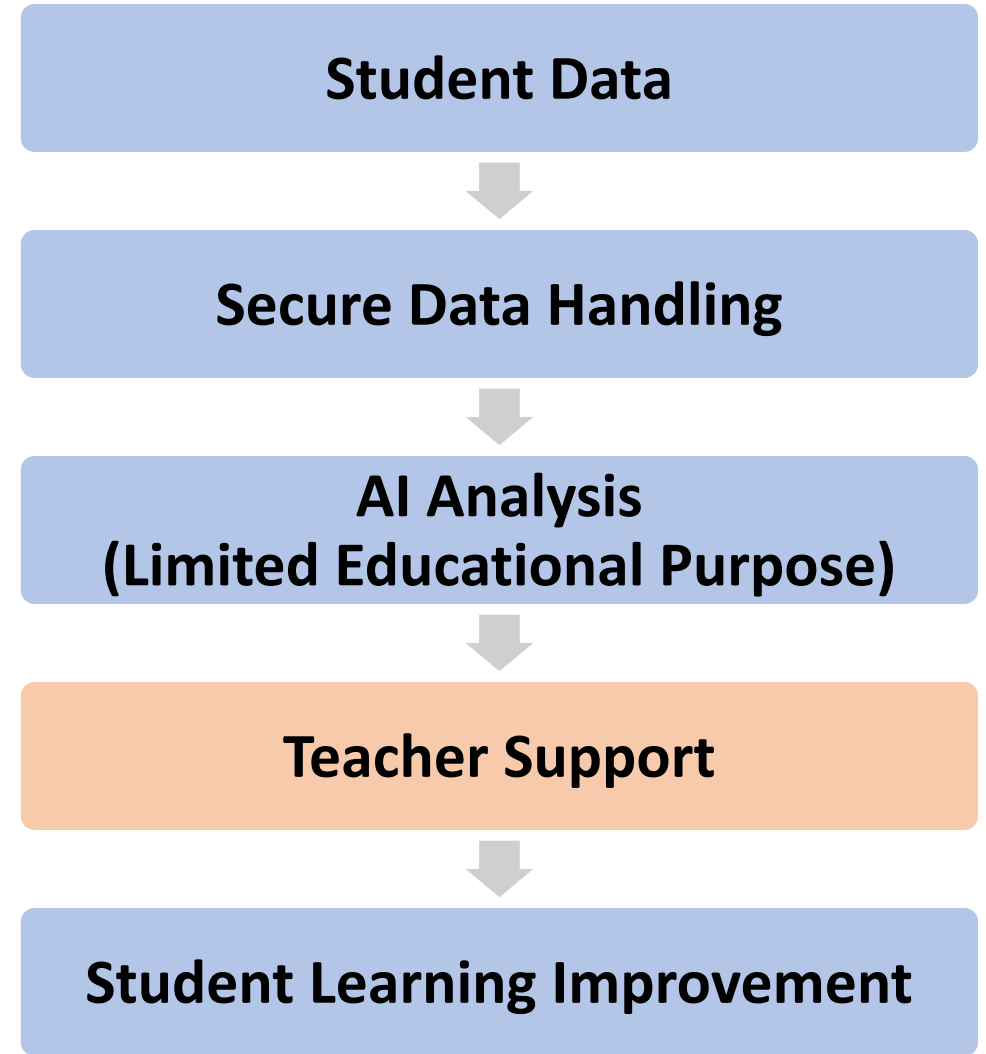 Student Data
Secure Data Handling
AI Analysis
(Limited Educational Purpose)
Teacher Support
Student Learning Improvement